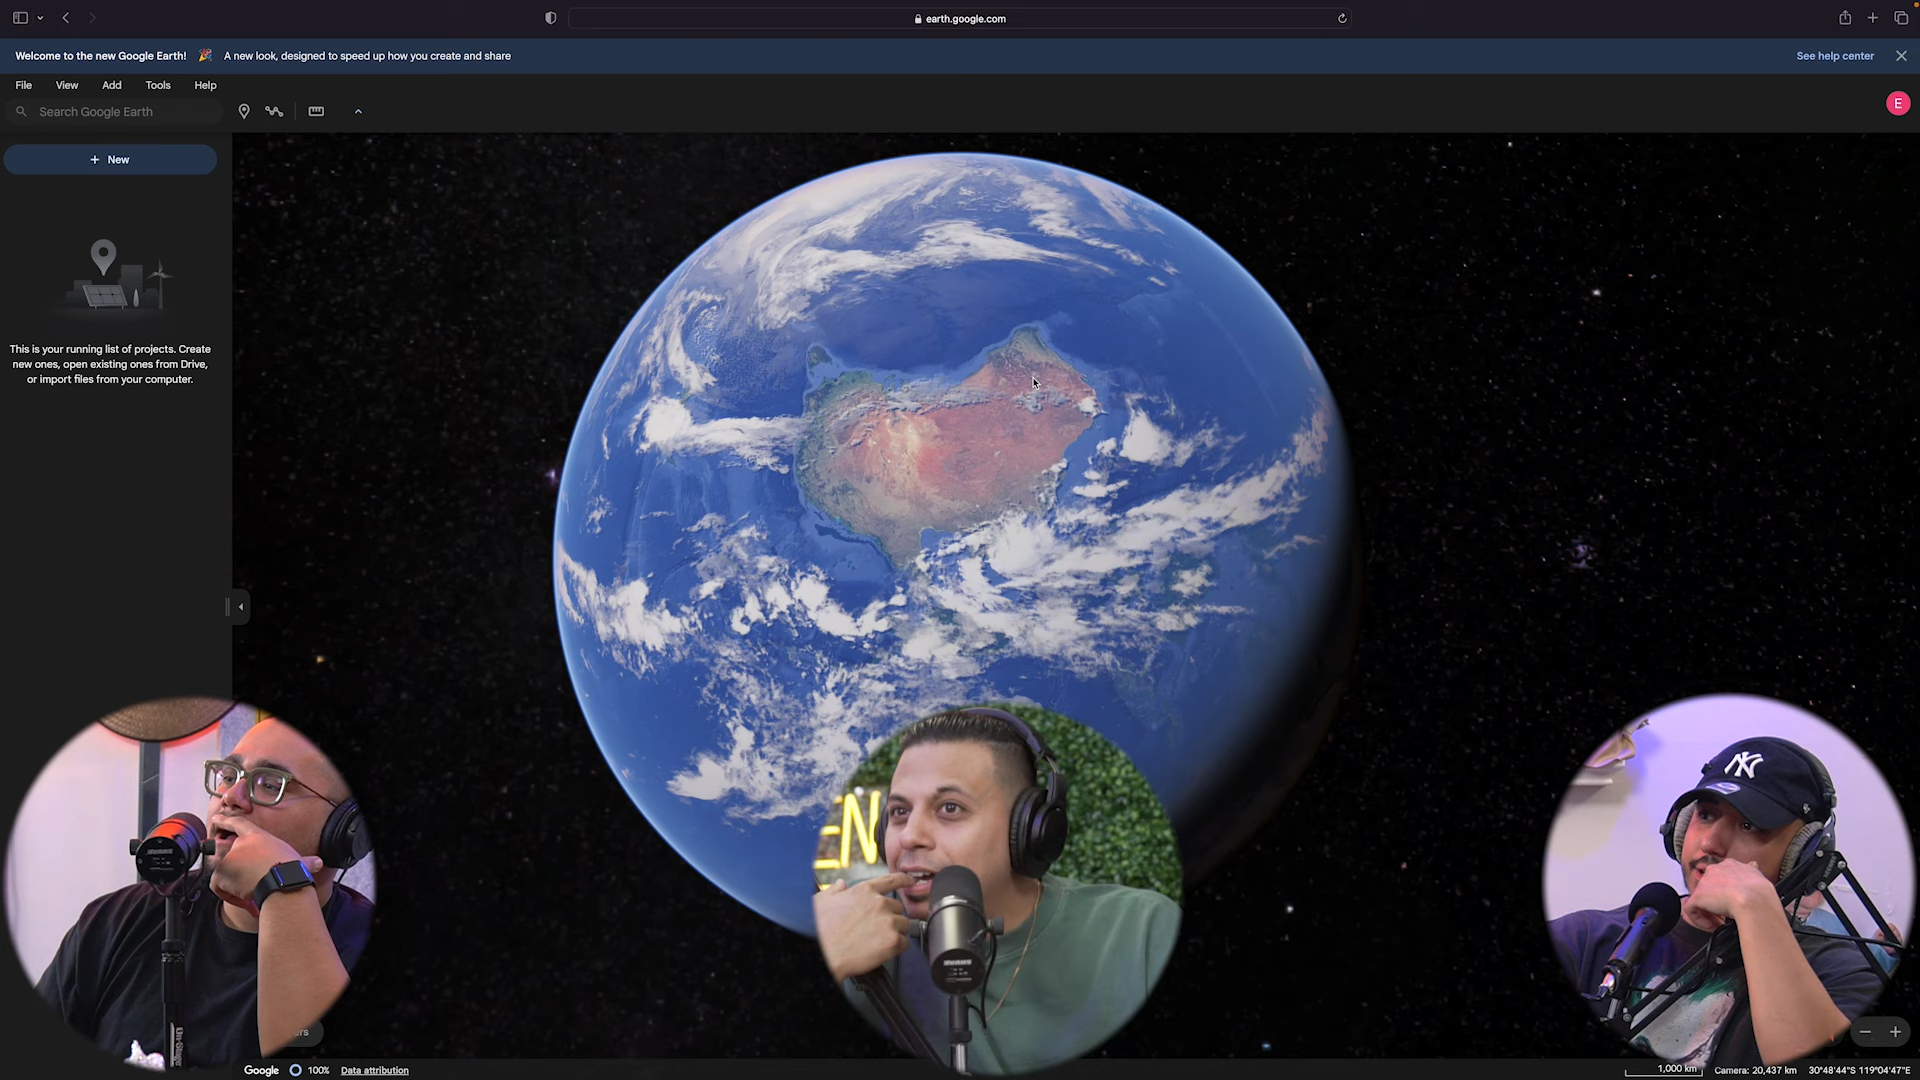 earth.google.com
Welcome to the new Google Earth! 🎉 A new look, designed to speed up how you create and share
See help center
File View Add Tools Help
Search Google Earth
E
+ New
This is your running list of projects. Create
new ones, open existing ones from Drive,
or import files from your computer.
EN
NY
Google 100% Data attribution
1,000 km Camera: 20,437 km 30°48'44"S 119°04'47"E